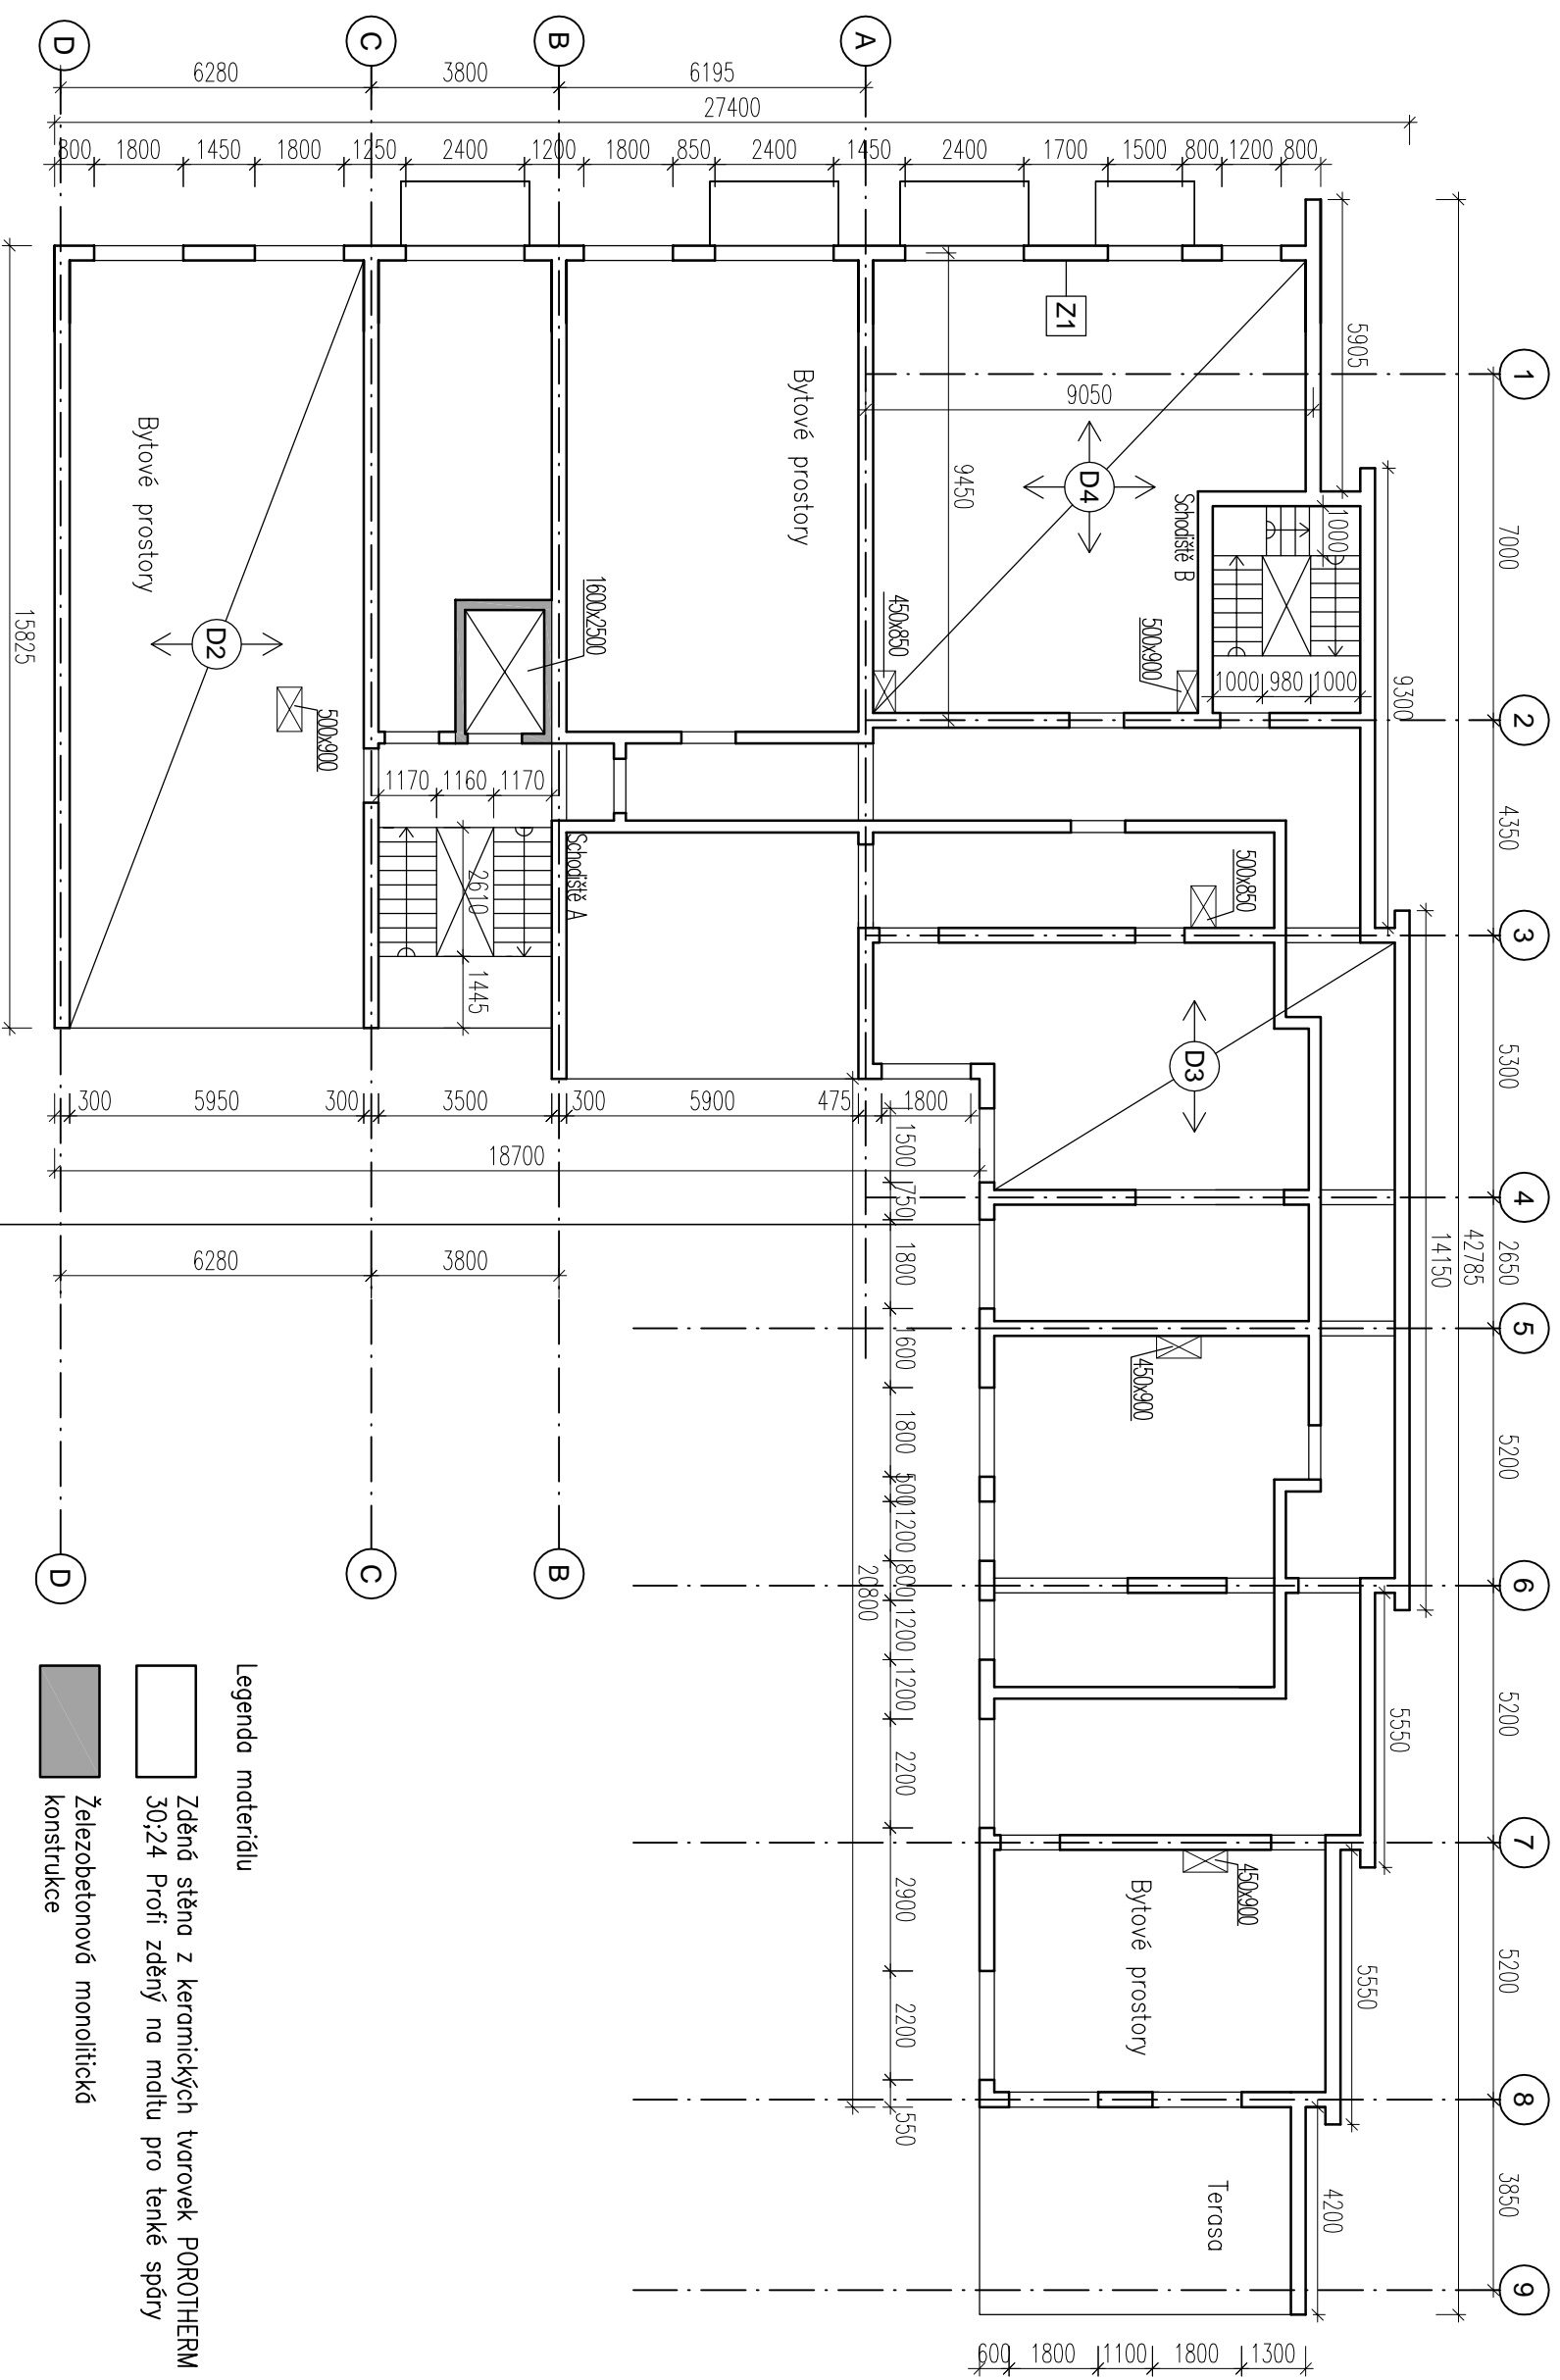 1 2 3 4 5 6 7 8 9
7000 4350 5300 2650 5200 5200 5200 3850
42785
14150
9300 5550
5905 5550 4200
1000
1000 980 1000
Schodiště B
Z1
9050
D4
9450
500x900
450x850
500x850
D3
450x900
450x900
Bytové prostory
Terasa
600 1800 1100 1800 1300
1500 750 1800 1600 1800 500 1200 800 1200 1200 2200 2900 2200 550
20800
A
B
C
D
6195
3800
6280
27400
800 1200 800 1500 1700 2400 1450 2400 850 1800 1200 2400 1250 1800 1450 1800 800
Bytové prostory
1600x2500
Schodiště A
1170 1160 1170
2610 1445
475 5900 300 3500 300 5950 300
1800
18700
3800
6280
Bytové prostory
D2
500x900
15825
B
C
D
Legenda materiálu
Zděná stěna z keramických tvarovek POROTHERM
30;24 Profi zděný na maltu pro tenké spáry
Železobetonová monolitická
konstrukce